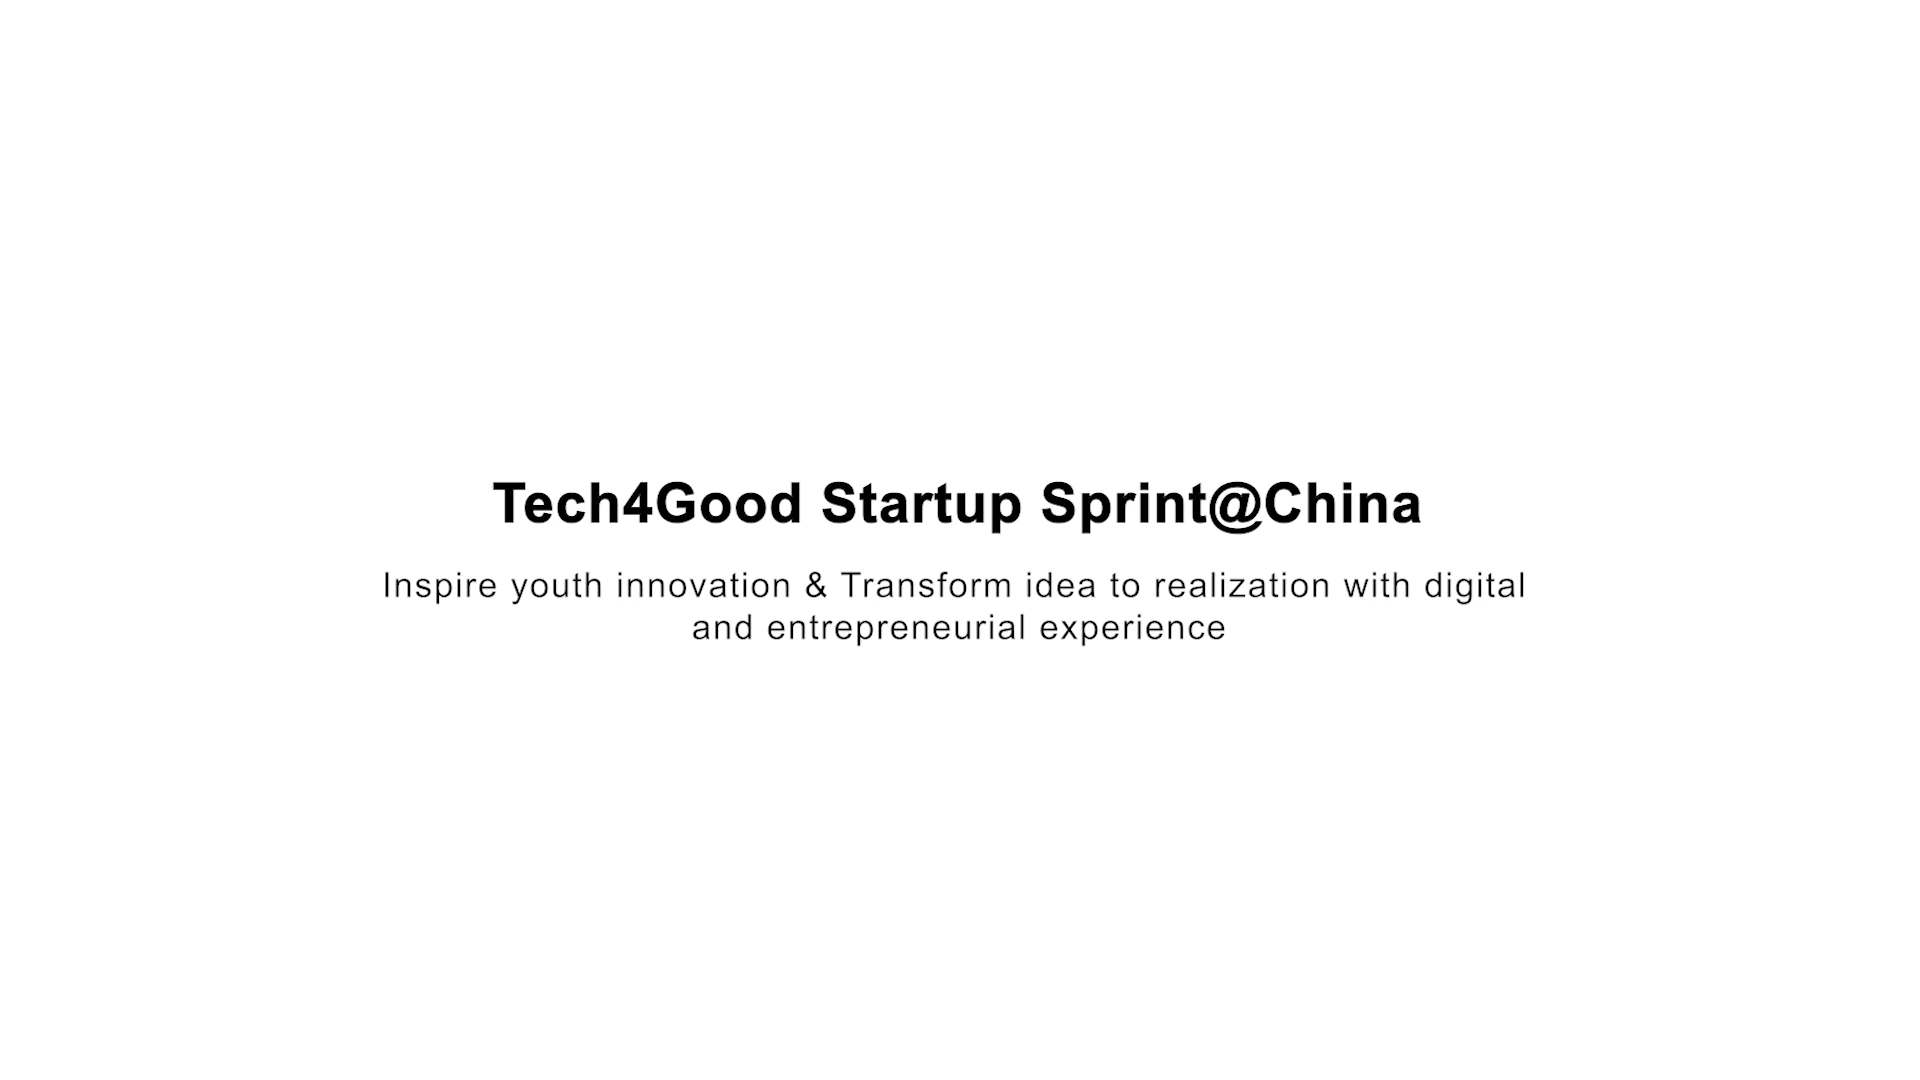 Tech4Good Startup Sprint@China
Inspire youth innovation & Transform idea to realization with digital
and entrepreneurial experience